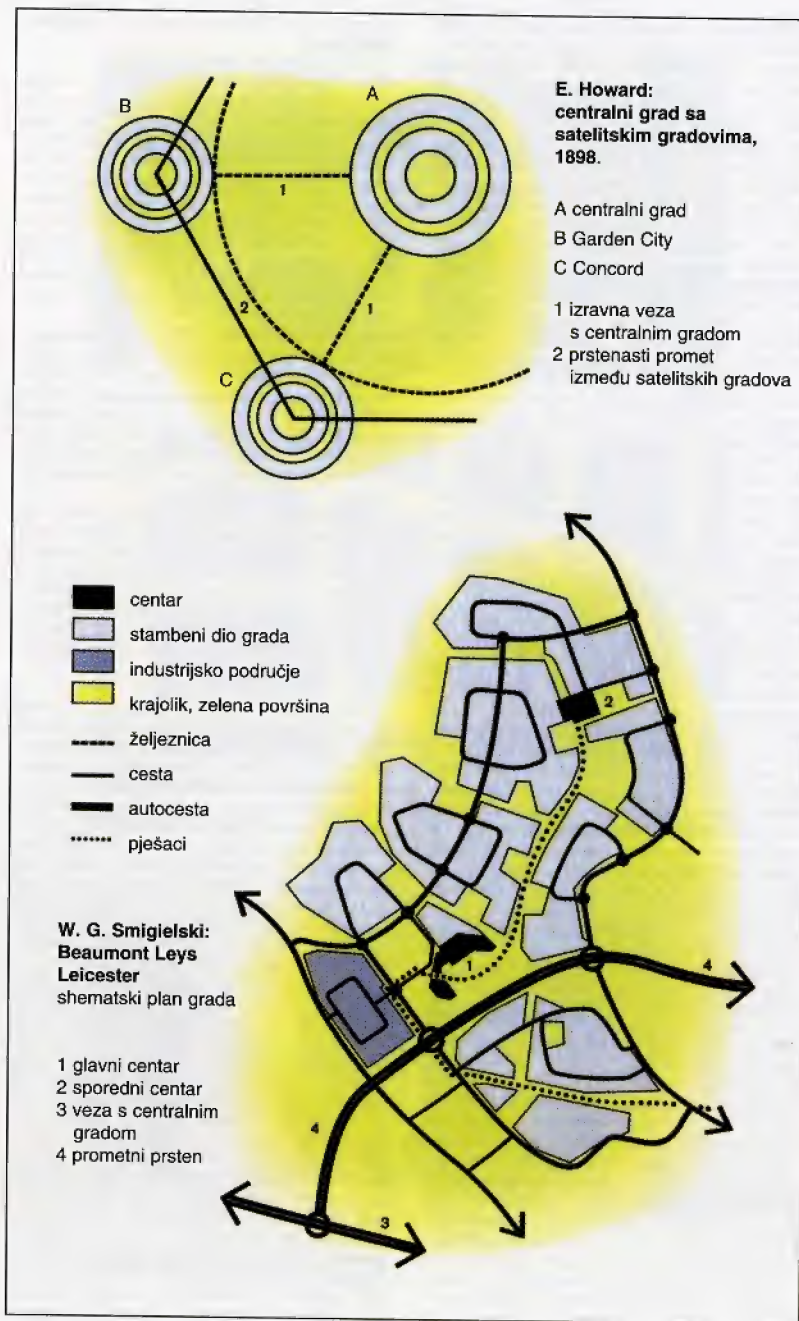 E. Howard:
centralni grad sa
satelitskim gradovima,
1898.
A centralni grad
B Garden City
C Concord
1 izravna veza
s centralnim gradom
2 prstenasti promet
između satelitskih gradova
B
A
1
2
1
C
centar
stambeni dio grada
industrijsko područje
krajolik, zelena površina
željeznica
cesta
autocesta
pješaci
W. G. Smigielski:
Beaumont Leys
Leicester
shematski plan grada
1 glavni centar
2 sporedni centar
3 veza s centralnim
gradom
4 prometni prsten
2
1
4
4
3